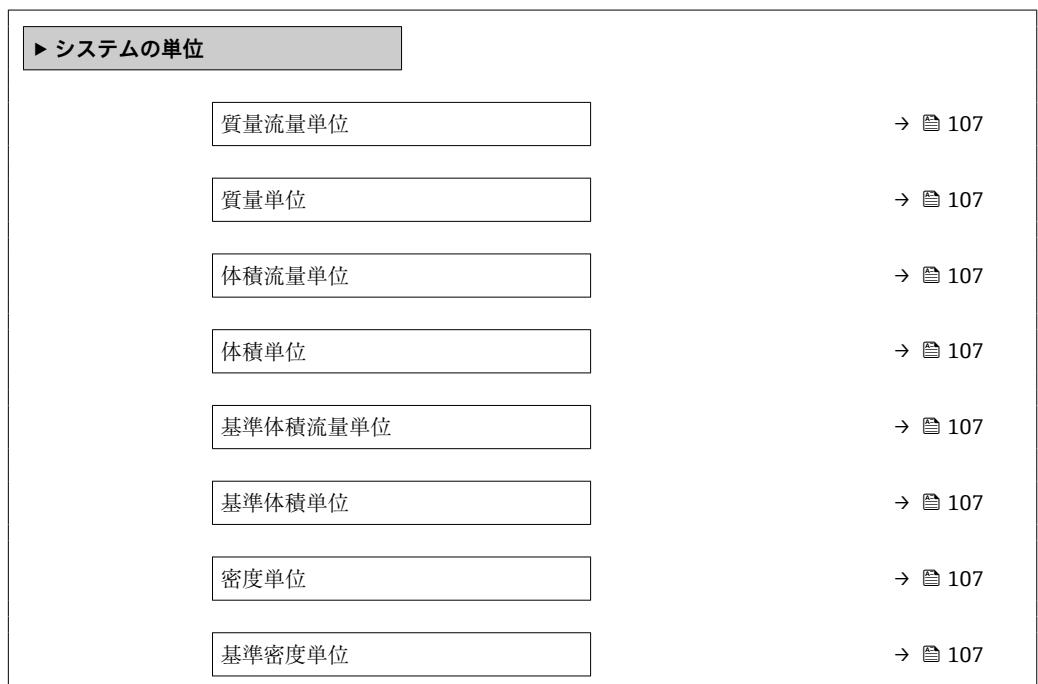 ▶ システムの単位
質量流量単位 → 🖺 107
質量単位 → 🖺 107
体積流量単位 → 🖺 107
体積単位 → 🖺 107
基準体積流量単位 → 🖺 107
基準体積単位 → 🖺 107
密度単位 → 🖺 107
基準密度単位 → 🖺 107